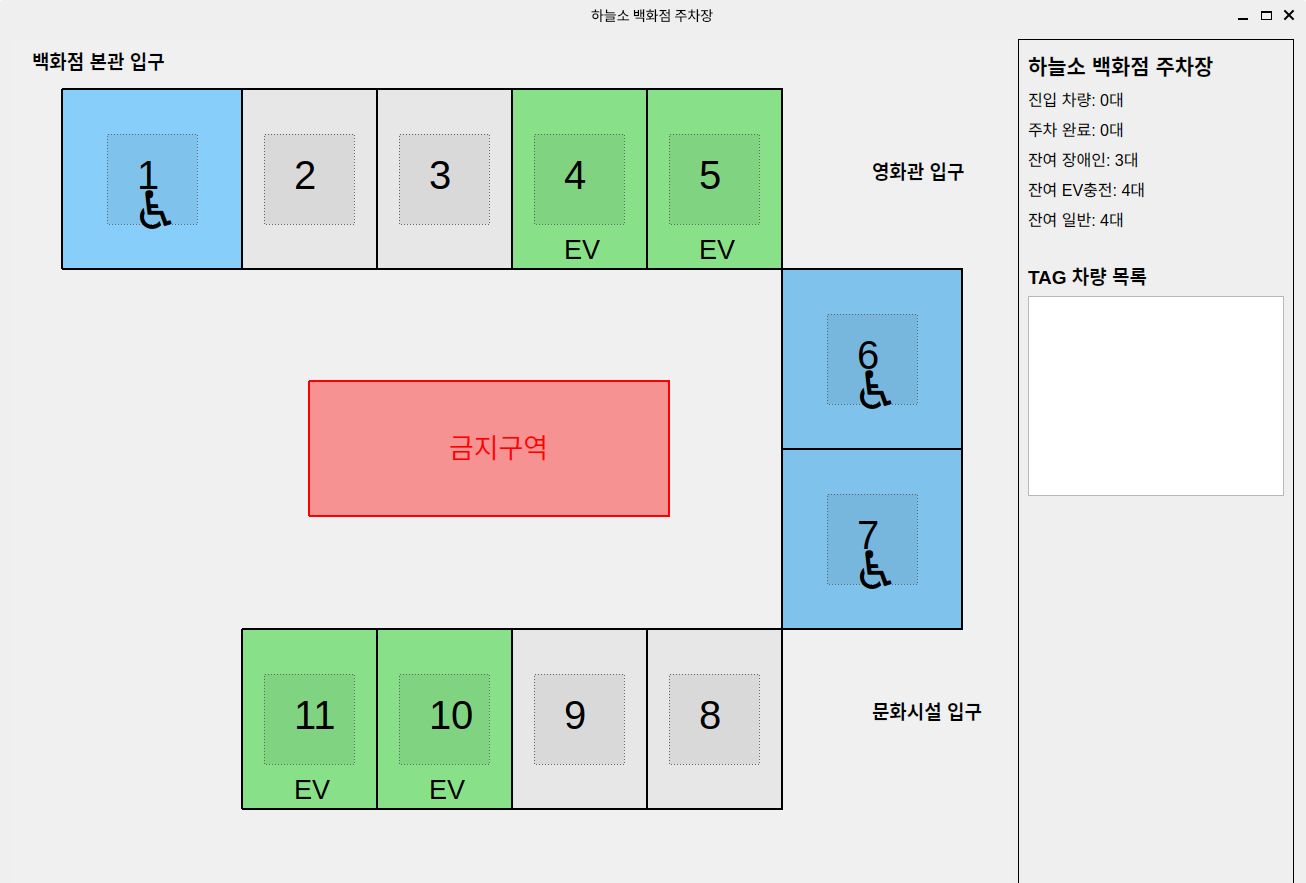 하늘소 백화점 주차장
백화점 본관 입구
1
2
3
4
EV
5
EV
영화관 입구
6
7
금지구역
11
EV
10
EV
9
8
문화시설 입구
하늘소 백화점 주차장
진입 차량: 0대
주차 완료: 0대
잔여 장애인: 3대
잔여 EV충전: 4대
잔여 일반: 4대
TAG 차량 목록